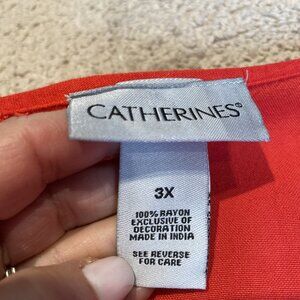 CATHERINES®
3X
100% RAYON
EXCLUSIVE OF
DECORATION
MADE IN INDIA
SEE REVERSE
FOR CARE